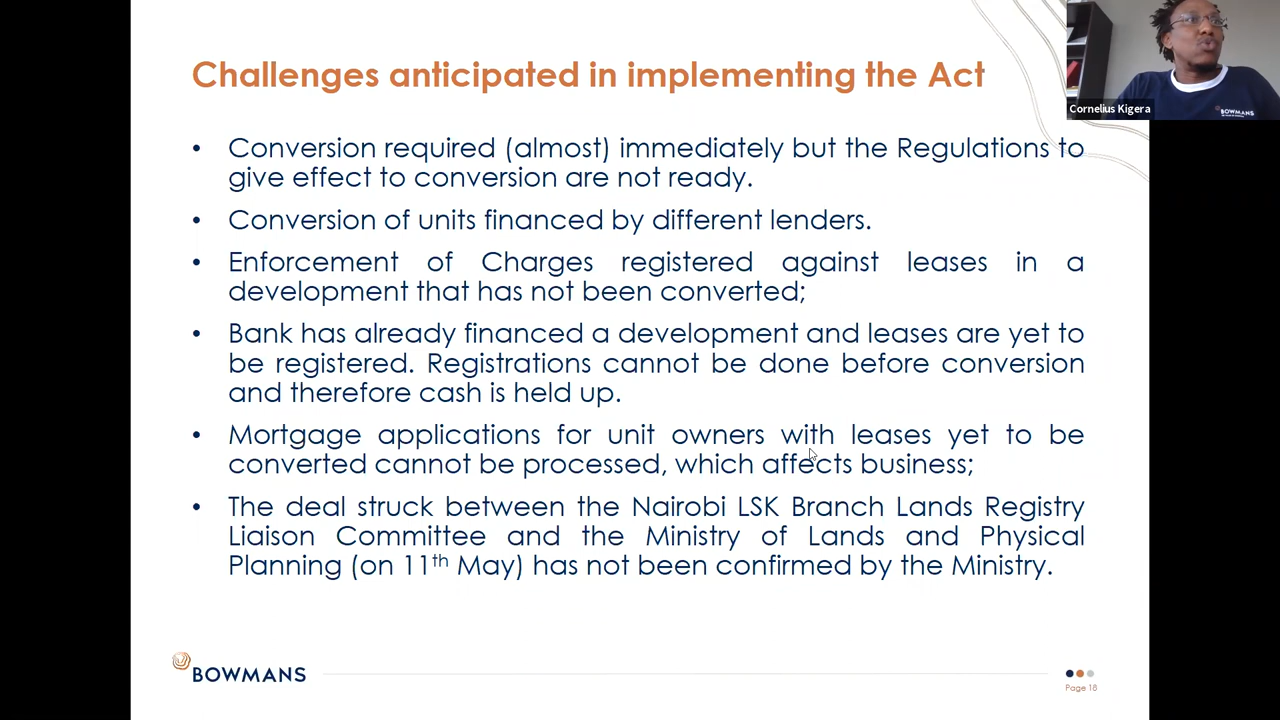 Challenges anticipated in implementing the Act
Cornelius Kigera
BOWMANS
• Conversion required (almost) immediately but the Regulations to
give effect to conversion are not ready.
• Conversion of units financed by different lenders.
• Enforcement of Charges registered against leases in a
development that has not been converted;
• Bank has already financed a development and leases are yet to
be registered. Registrations cannot be done before conversion
and therefore cash is held up.
• Mortgage applications for unit owners with leases yet to be
converted cannot be processed, which affects business;
• The deal struck between the Nairobi LSK Branch Lands Registry
Liaison Committee and the Ministry of Lands and Physical
Planning (on 11th May) has not been confirmed by the Ministry.
BOWMANS
Page 18